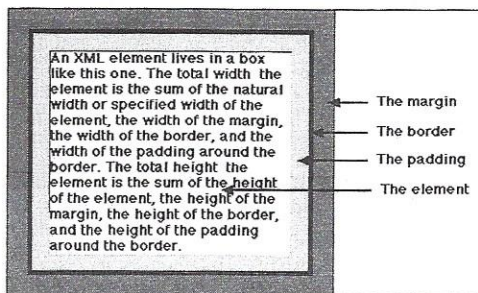 An XML element lives in a box
like this one. The total width the
element is the sum of the natural
width or specified width of the
element, the width of the margin,
the width of the border, and the
width of the padding around the
border. The total height the
element is the sum of the height
of the element, the height of the
margin, the height of the border,
and the height of the padding
around the border.
The margin
The border
The padding
The element